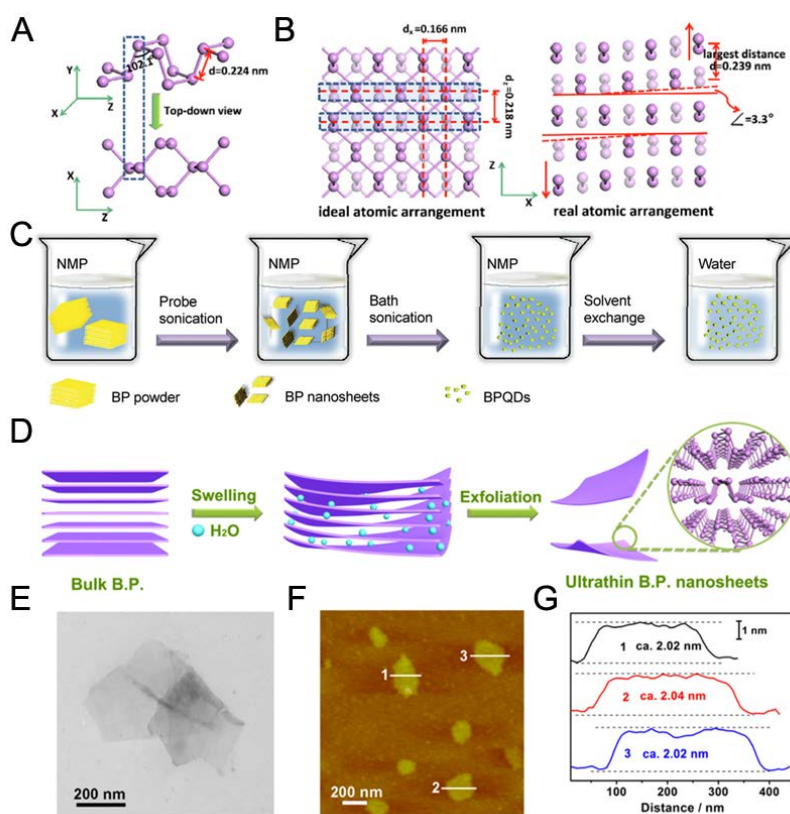 A
102.1°
d=0.224 nm
Y
X
Z
Top-down view
X
Z
B
dₓ=0.166 nm
d_z=0.218 nm
ideal atomic arrangement
largest distance
d=0.239nm
∠=3.3°
Z
X
real atomic arrangement
C
NMP
Probe
sonication
NMP
Bath
sonication
NMP
Solvent
exchange
Water
BP powder
BP nanosheets
BPQDs
D
Swelling
H₂O
Exfoliation
Bulk B.P.
Ultrathin B.P. nanosheets
E
200 nm
F
1
3
2
200 nm
G
1 nm
1 ca. 2.02 nm
2 ca. 2.04 nm
3 ca. 2.02 nm
100 200 300 400
Distance / nm